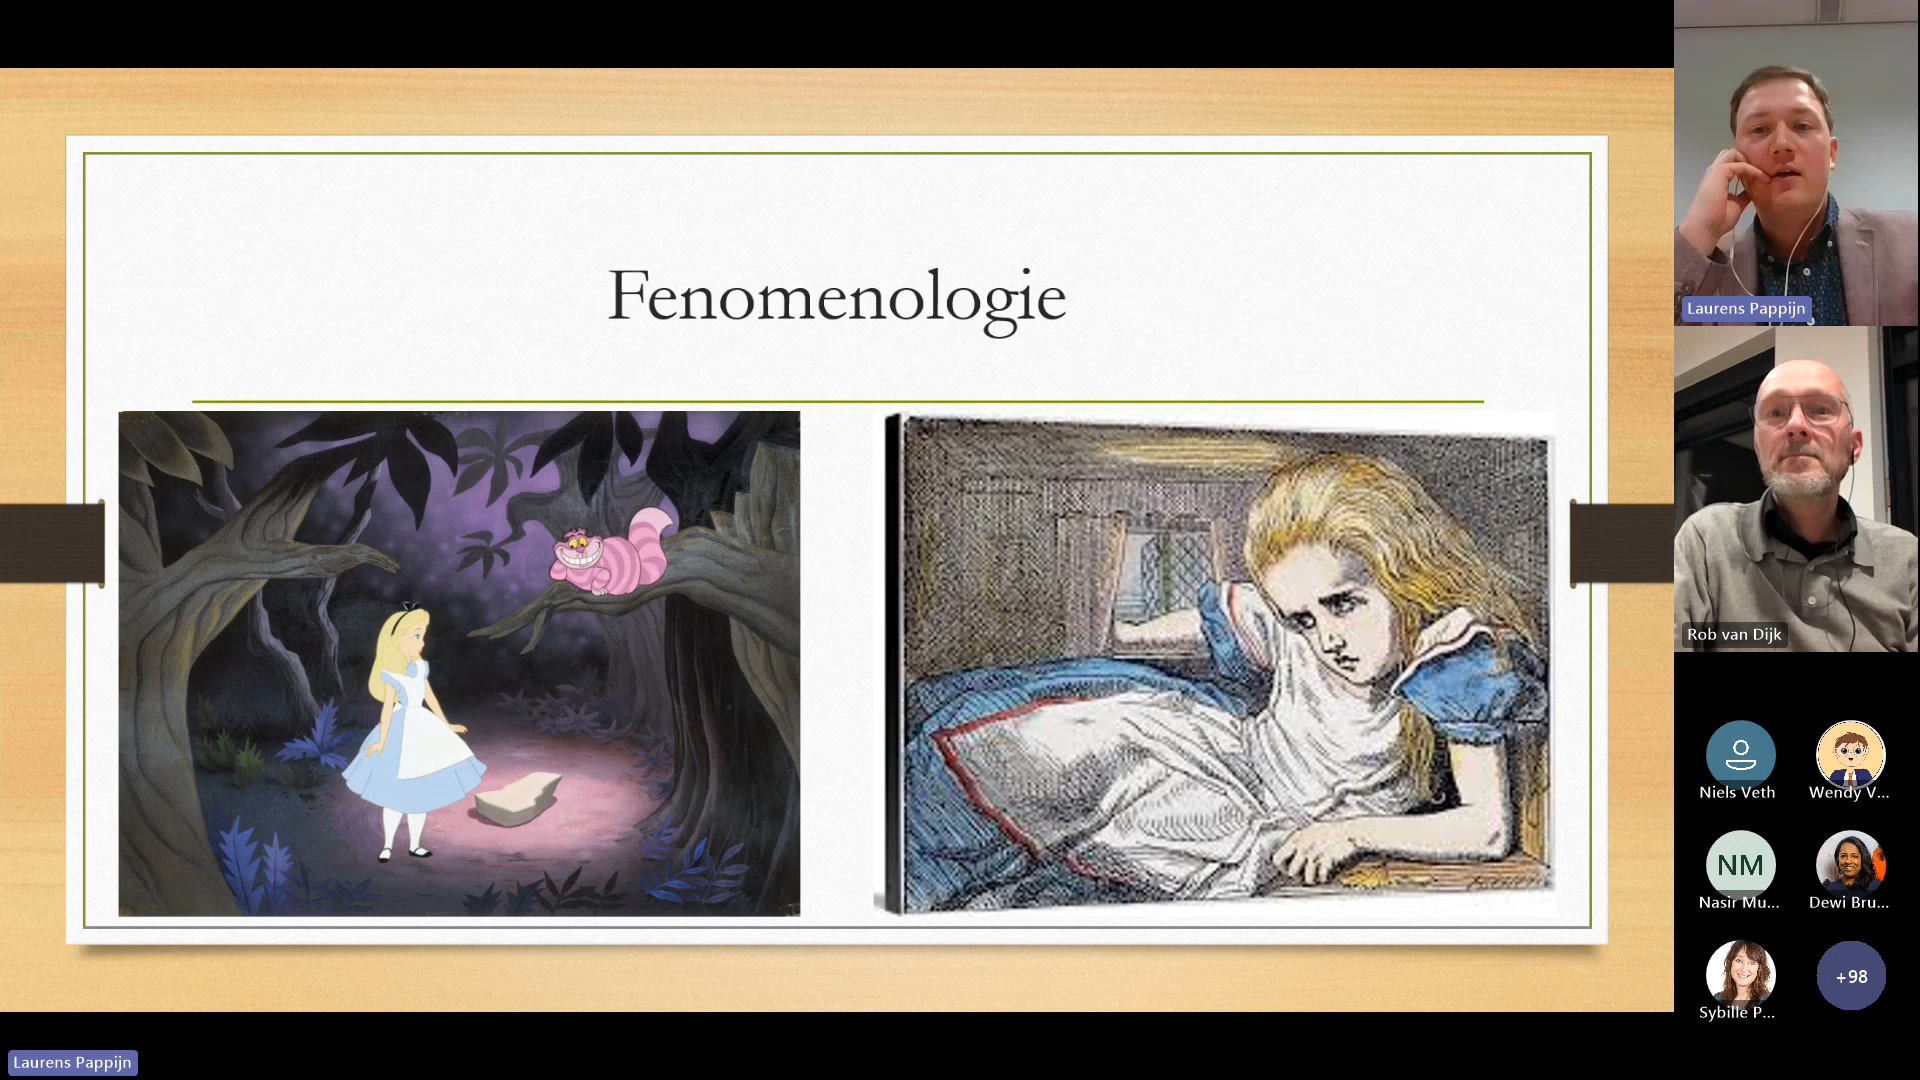 Fenomenologie
Laurens Pappijn
Rob van Dijk
Niels Veth
Wendy V...
NM
Nasir Mu...
Dewi Bru...
Sybille P...
+98
Laurens Pappijn